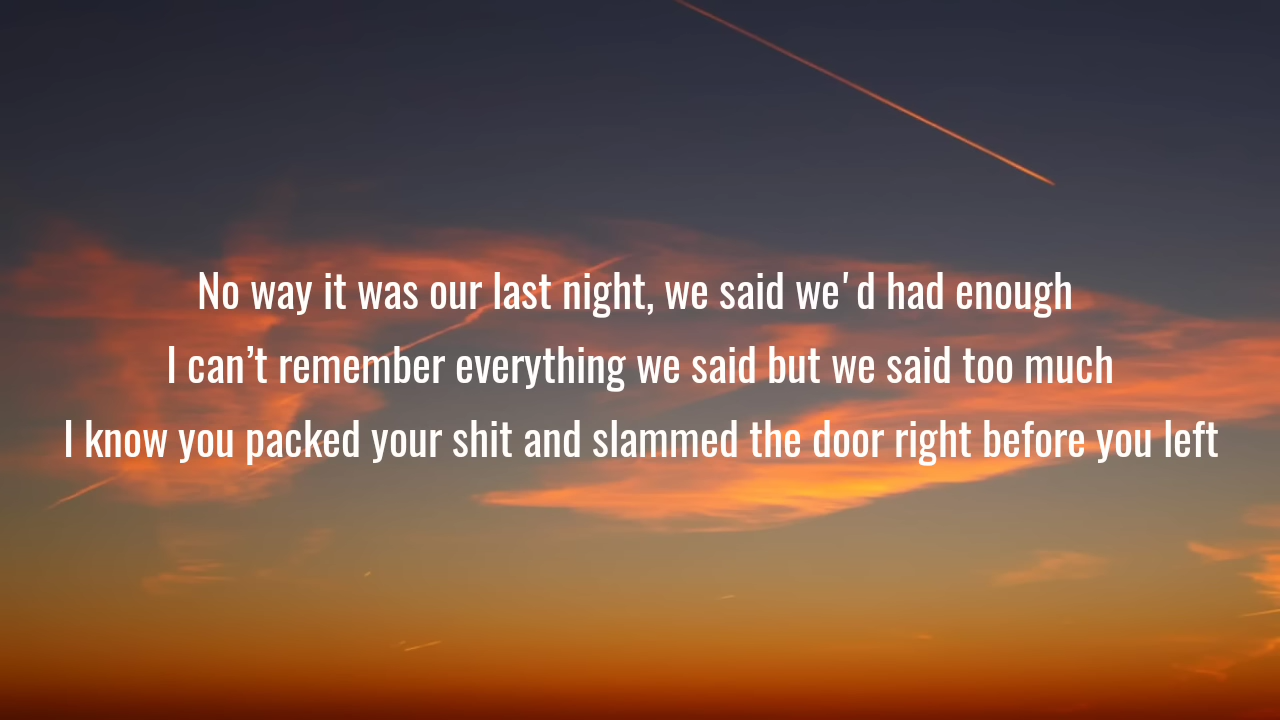 No way it was our last night, we said we'd had enough
I can’t remember everything we said but we said too much
I know you packed your shit and slammed the door right before you left